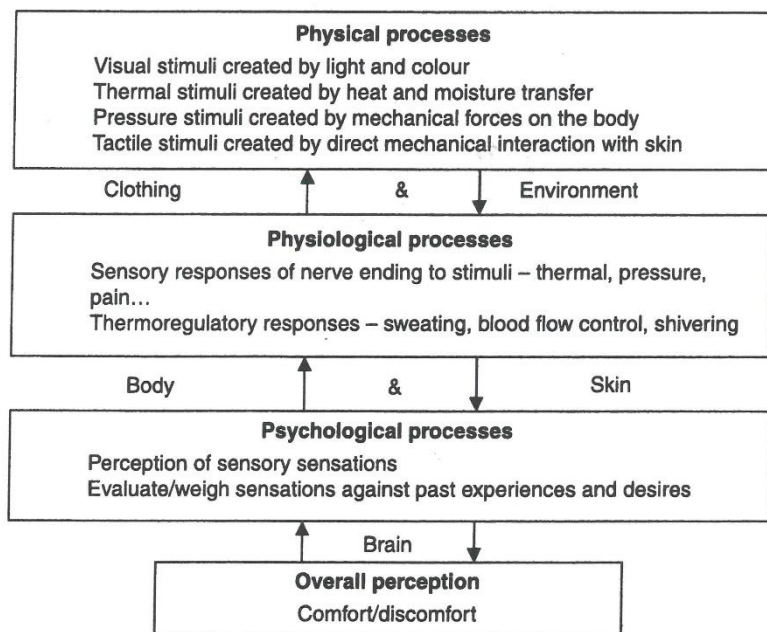 Physical processes
Visual stimuli created by light and colour
Thermal stimuli created by heat and moisture transfer
Pressure stimuli created by mechanical forces on the body
Tactile stimuli created by direct mechanical interaction with skin
Clothing & Environment
Physiological processes
Sensory responses of nerve ending to stimuli – thermal, pressure,
pain...
Thermoregulatory responses – sweating, blood flow control, shivering
Body & Skin
Psychological processes
Perception of sensory sensations
Evaluate/weigh sensations against past experiences and desires
Brain
Overall perception
Comfort/discomfort